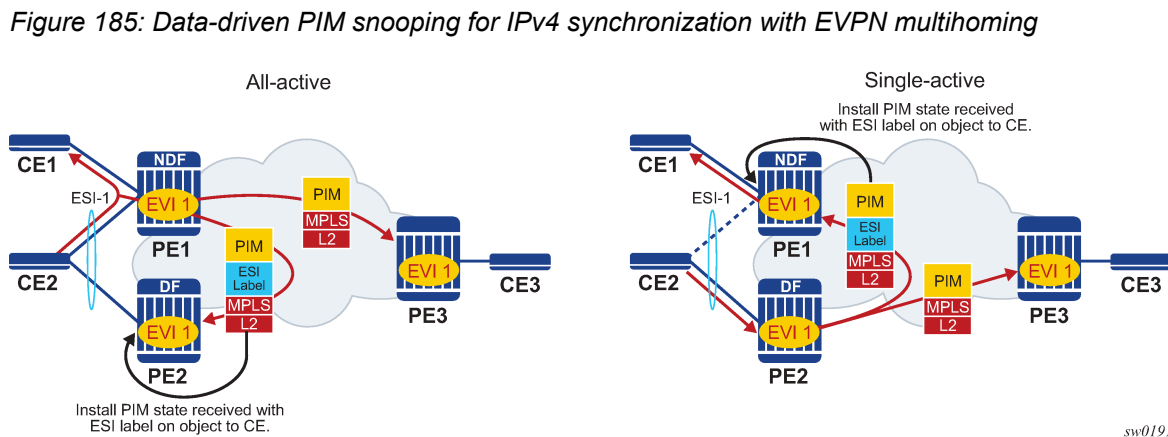 Figure 185: Data-driven PIM snooping for IPv4 synchronization with EVPN multihoming
All-active
CE1
ESI-1
CE2
NDF
EVI 1
PE1
DF
EVI 1
PE2
PIM
ESI
Label
MPLS
L2
PIM
MPLS
L2
EVI 1
PE3
CE3
Install PIM state received with
ESI label on object to CE.
Single-active
Install PIM state received
with ESI label on object to CE.
CE1
ESI-1
CE2
NDF
EVI 1
PE1
DF
EVI 1
PE2
PIM
ESI
Label
MPLS
L2
PIM
MPLS
L2
EVI 1
PE3
CE3